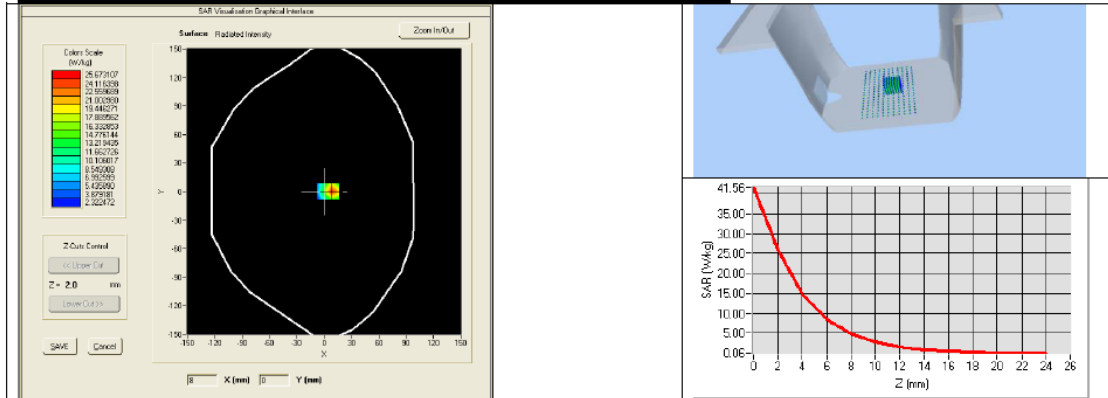 SAR Visualisation Graphical Interface
Surface Radiated Intensity
Zoom In/Out
Colors Scale
(W/kg)
25.673107
24.116398
22.559689
21.002980
19.446271
17.889562
16.332853
14.776144
13.219435
11.662726
10.106017
8.549308
6.992599
5.435890
3.879181
2.322472
Z-Cuts Control
<< Upper Cut
Z = 2.0 mm
Lower Cut >>
SAVE Cancel
150-
120-
90-
60-
30-
0-
-30-
-60-
-90-
-120-
-150-
Y
-150 -120 -90 -60 -30 0 30 60 90 120 150
X
8 X (mm) 0 Y (mm)
41.56
35.00
30.00
25.00
20.00
15.00
10.00
5.00
0.06
SAR (W/kg)
0 2 4 6 8 10 12 14 16 18 20 22 24 26
Z (mm)